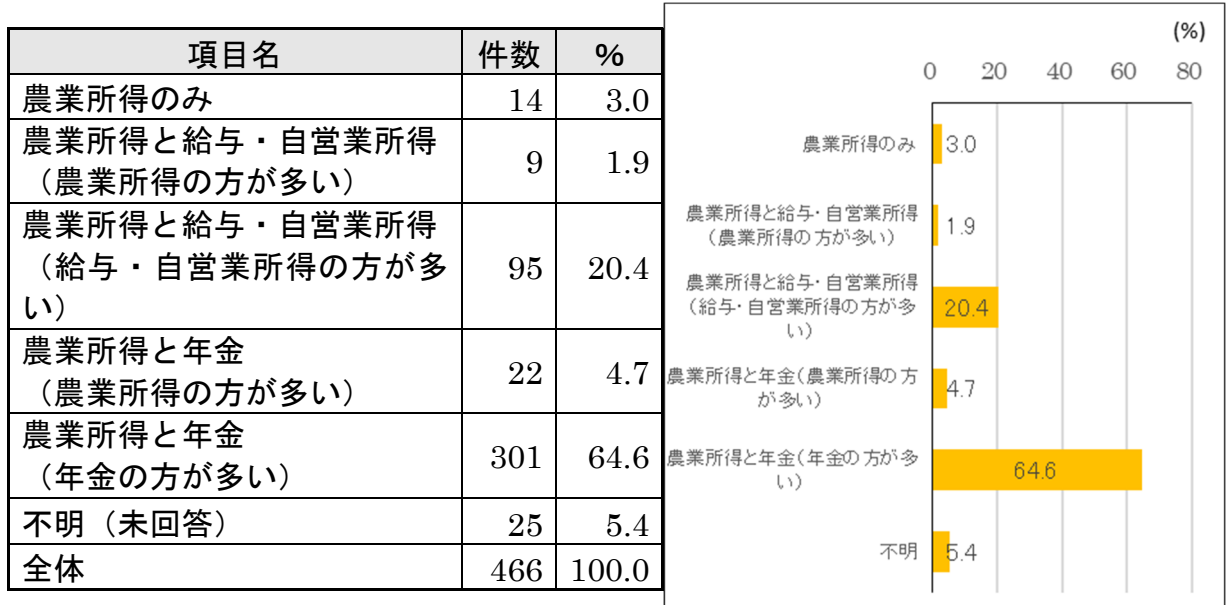 項目名 件数 %
農業所得のみ 14 3.0
農業所得と給与・自営業所得
（農業所得の方が多い） 9 1.9
農業所得と給与・自営業所得
（給与・自営業所得の方が多
い） 95 20.4
農業所得と年金
（農業所得の方が多い） 22 4.7
農業所得と年金
（年金の方が多い） 301 64.6
不明（未回答） 25 5.4
全体 466 100.0
(%)
0 20 40 60 80
農業所得のみ 3.0
農業所得と給与・自営業所得
（農業所得の方が多い） 1.9
農業所得と給与・自営業所得
（給与・自営業所得の方が多
い） 20.4
農業所得と年金（農業所得の方
が多い） 4.7
農業所得と年金（年金の方が多
い） 64.6
不明 5.4